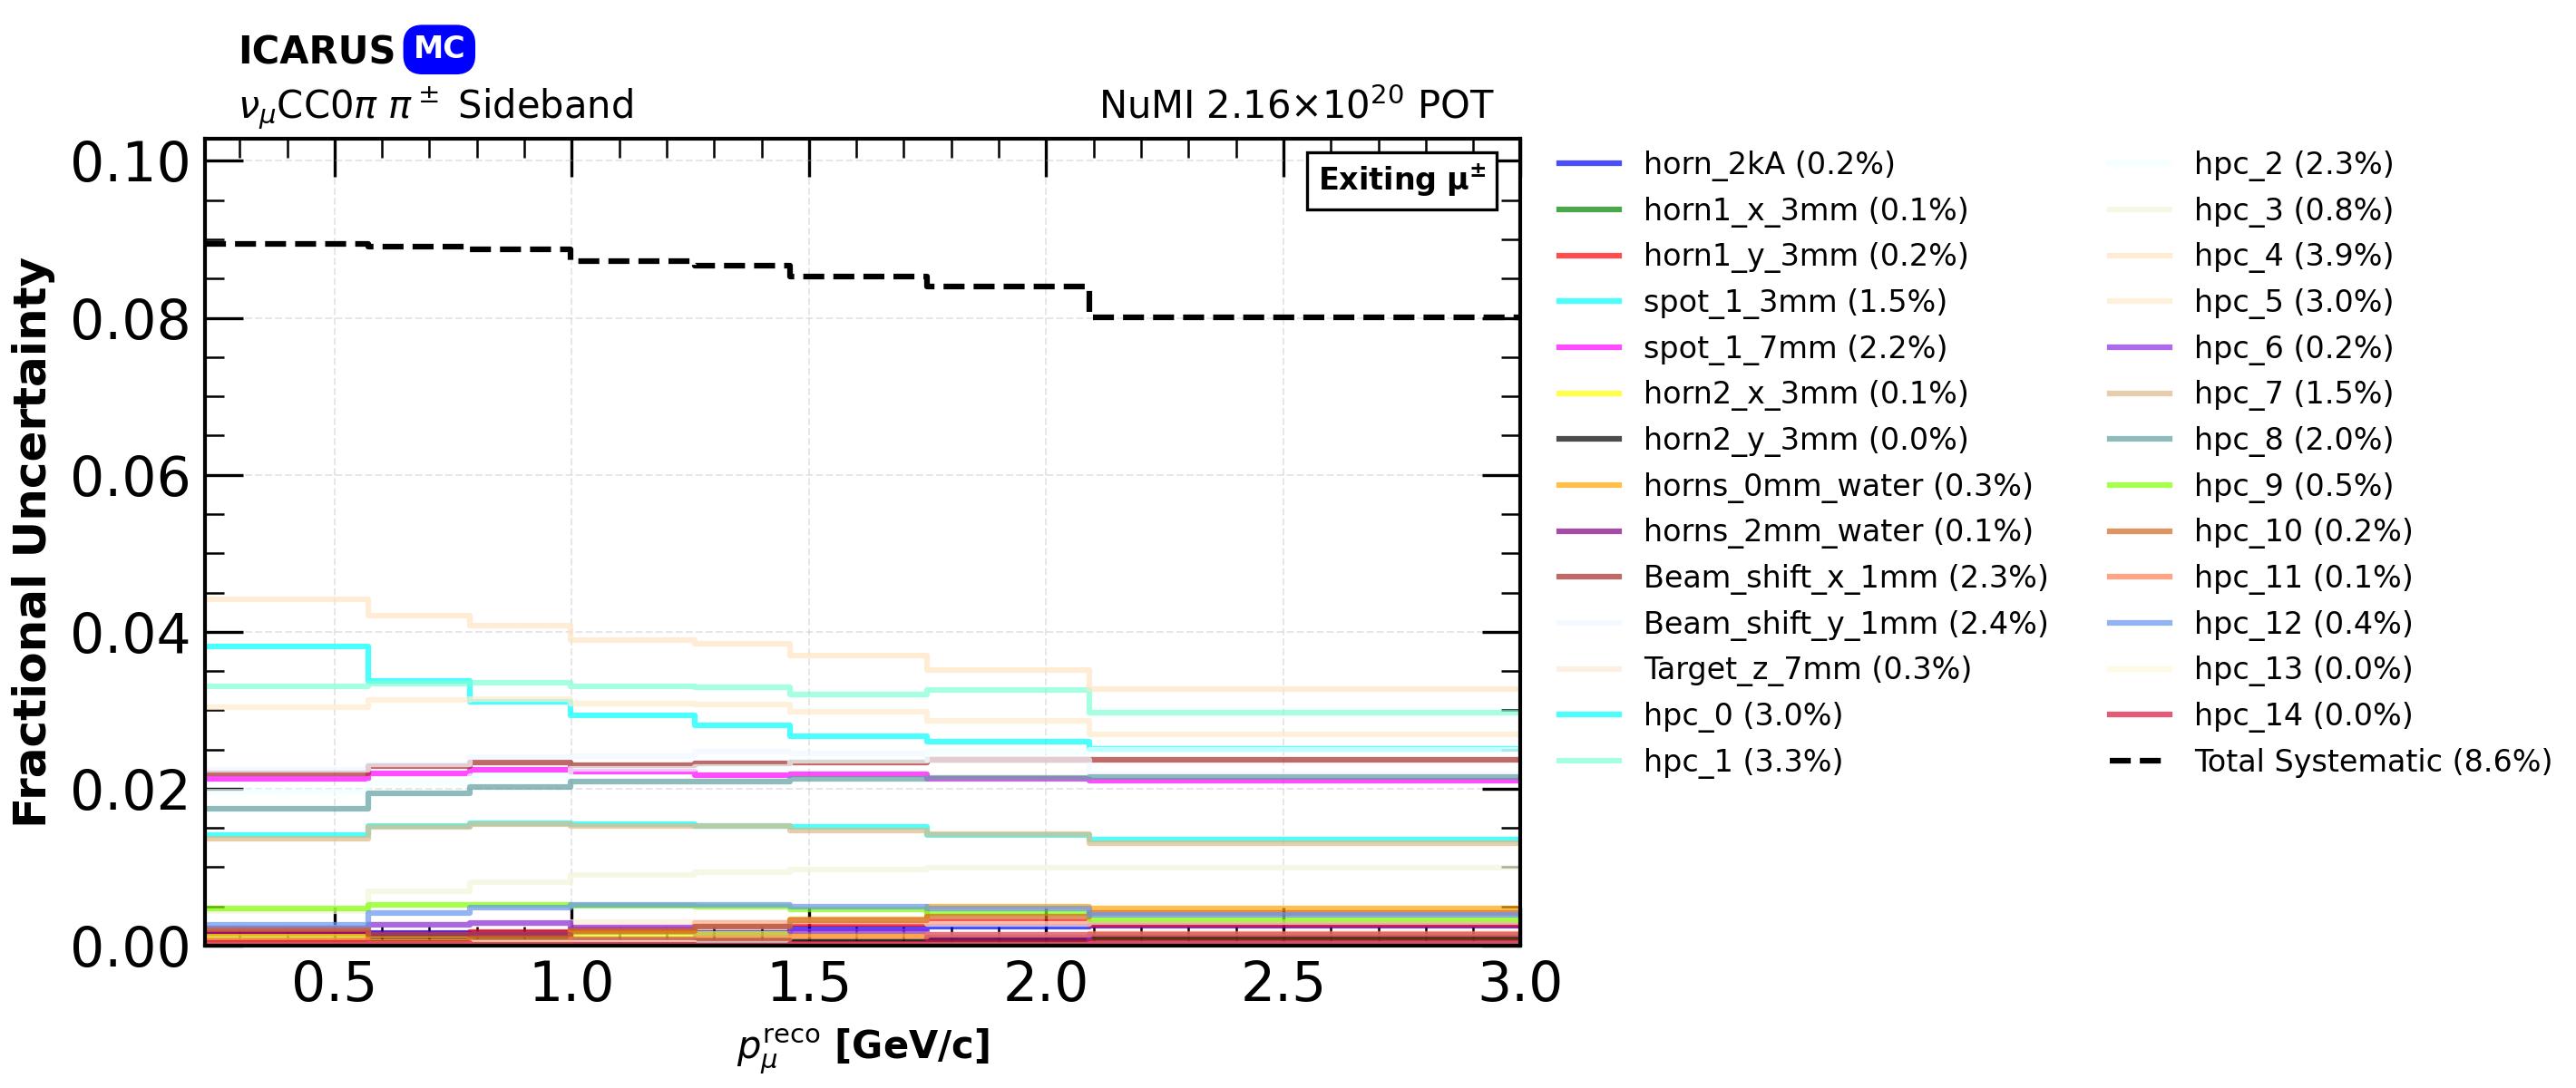 ICARUS MC
νμCC0π π± Sideband
NuMI 2.16×10²⁰ POT
Exiting μ±
Fractional Uncertainty
0.10
0.08
0.06
0.04
0.02
0.00
0.5 1.0 1.5 2.0 2.5 3.0
pμ^reco [GeV/c]
horn_2kA (0.2%)
horn1_x_3mm (0.1%)
horn1_y_3mm (0.2%)
spot_1_3mm (1.5%)
spot_1_7mm (2.2%)
horn2_x_3mm (0.1%)
horn2_y_3mm (0.0%)
horns_0mm_water (0.3%)
horns_2mm_water (0.1%)
Beam_shift_x_1mm (2.3%)
Beam_shift_y_1mm (2.4%)
Target_z_7mm (0.3%)
hpc_0 (3.0%)
hpc_1 (3.3%)
hpc_2 (2.3%)
hpc_3 (0.8%)
hpc_4 (3.9%)
hpc_5 (3.0%)
hpc_6 (0.2%)
hpc_7 (1.5%)
hpc_8 (2.0%)
hpc_9 (0.5%)
hpc_10 (0.2%)
hpc_11 (0.1%)
hpc_12 (0.4%)
hpc_13 (0.0%)
hpc_14 (0.0%)
Total Systematic (8.6%)